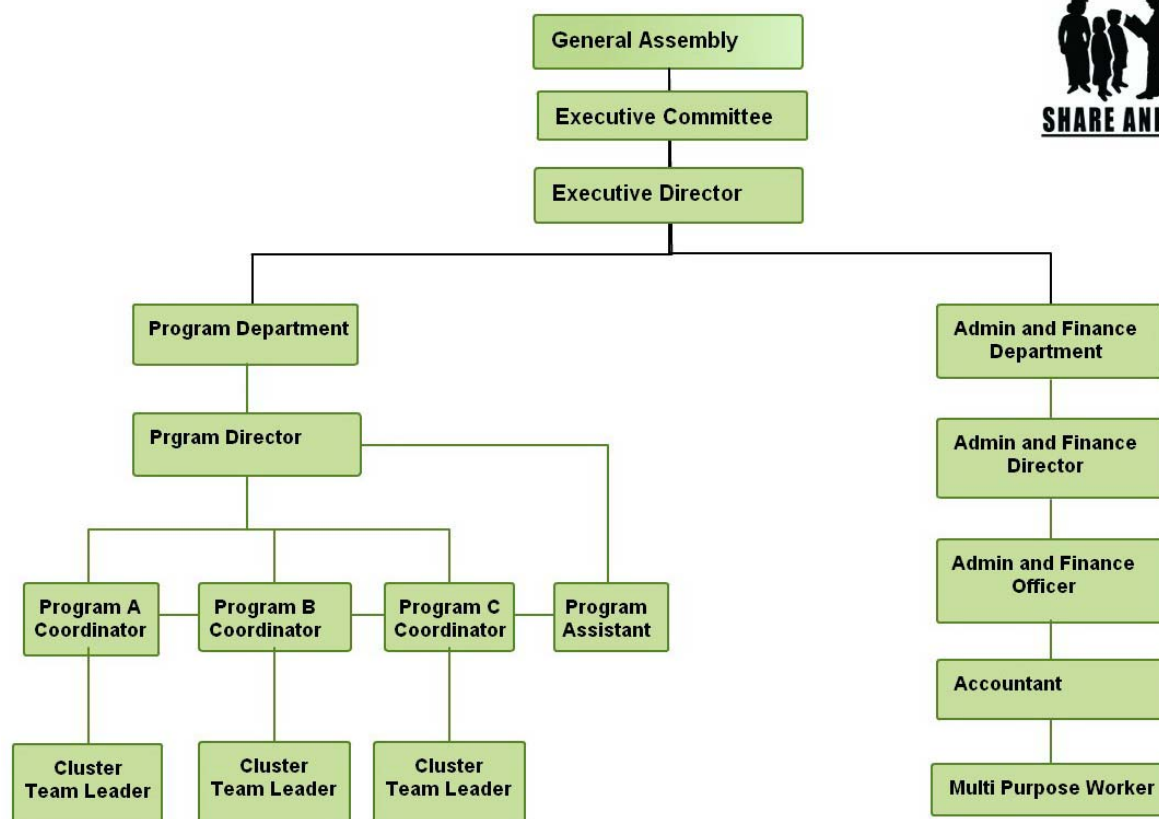 General Assembly
SHARE AND
Executive Committee
Executive Director
Program Department
Admin and Finance
Department
Prgram Director
Admin and Finance
Director
Admin and Finance
Officer
Program A
Coordinator
Program B
Coordinator
Program C
Coordinator
Program
Assistant
Accountant
Cluster
Team Leader
Cluster
Team Leader
Cluster
Team Leader
Multi Purpose Worker